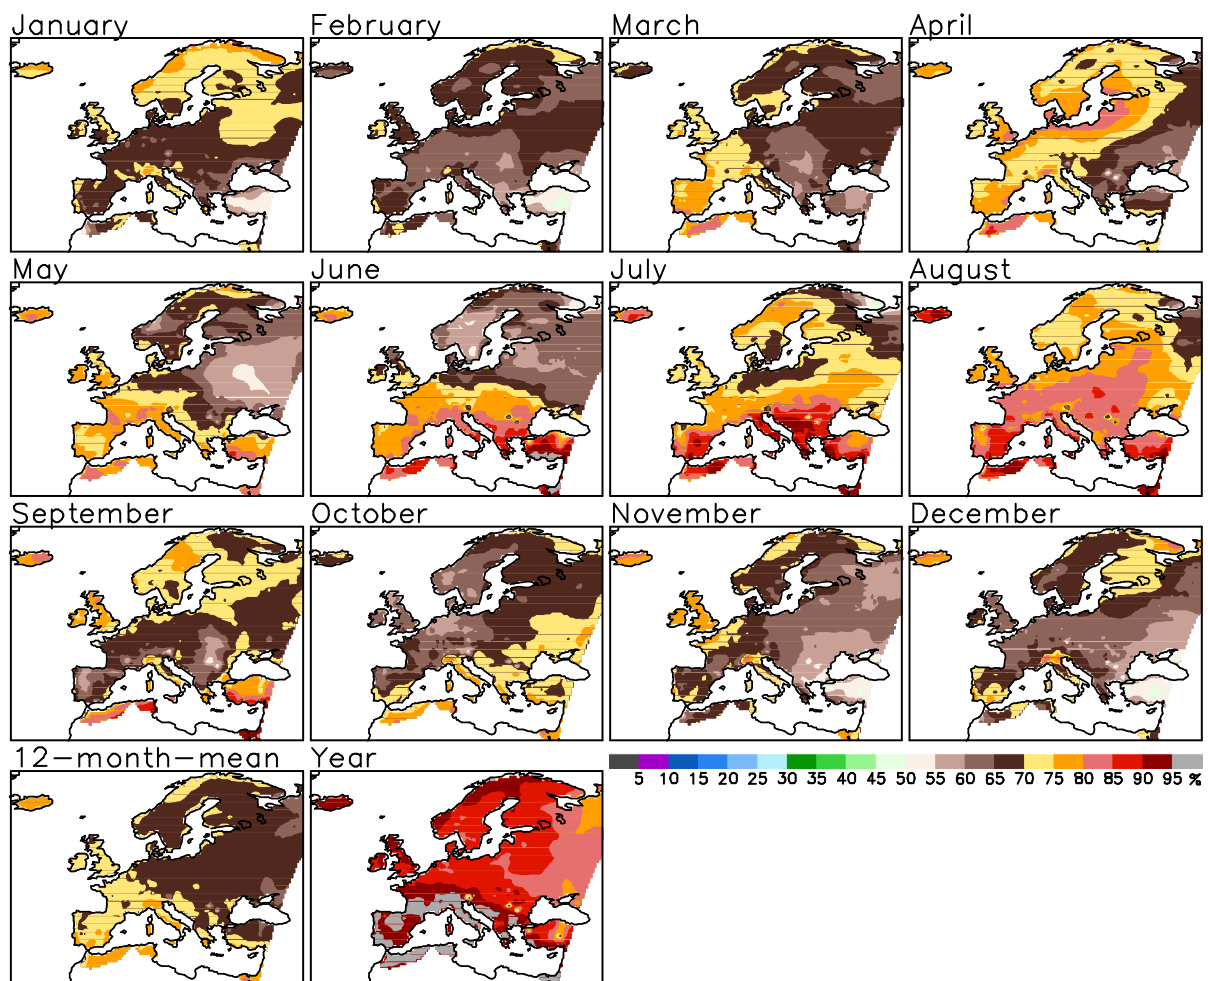 January February March April
May June July August
September October November December
12-month-mean Year
5 10 15 20 25 30 35 40 45 50 55 60 65 70 75 80 85 90 95 %